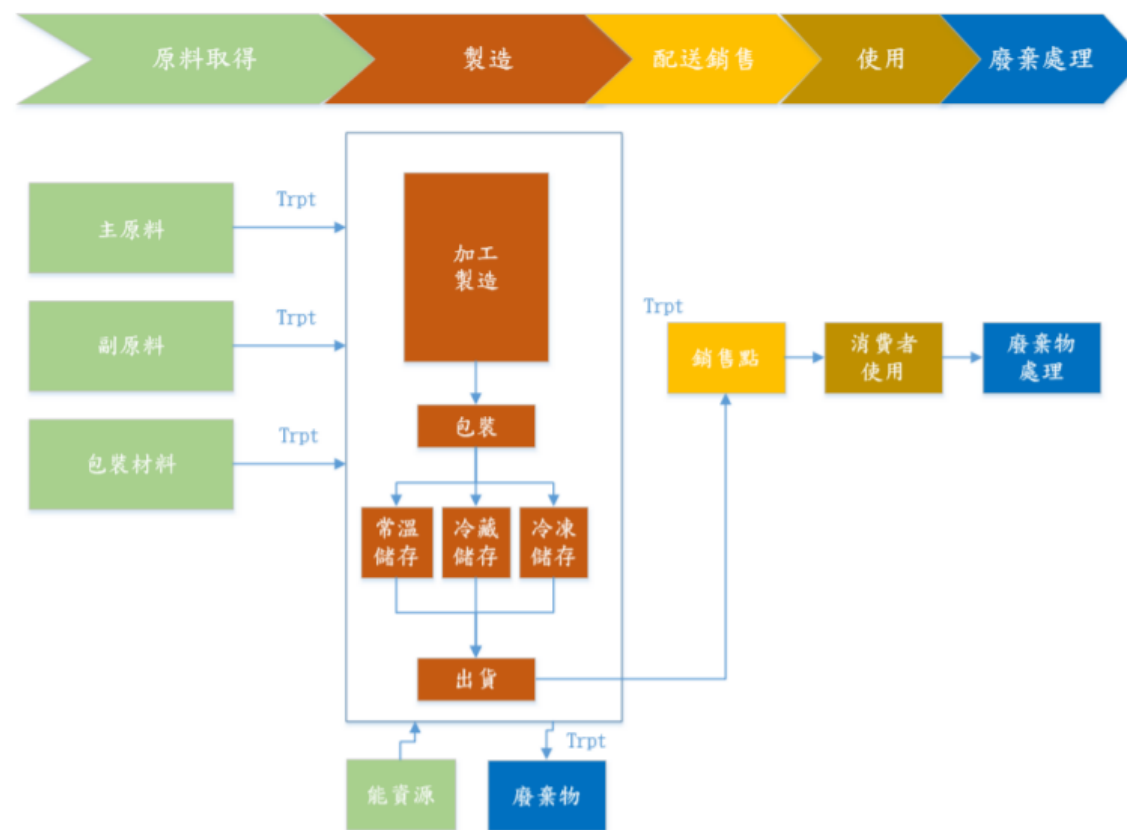 原料取得
製造
配送銷售
使用
廢棄處理
主原料
Trpt
副原料
Trpt
包裝材料
Trpt
加工
製造
包裝
常溫
儲存
冷藏
儲存
冷凍
儲存
出貨
Trpt
銷售點
消費者
使用
廢棄物
處理
能資源
Trpt
廢棄物